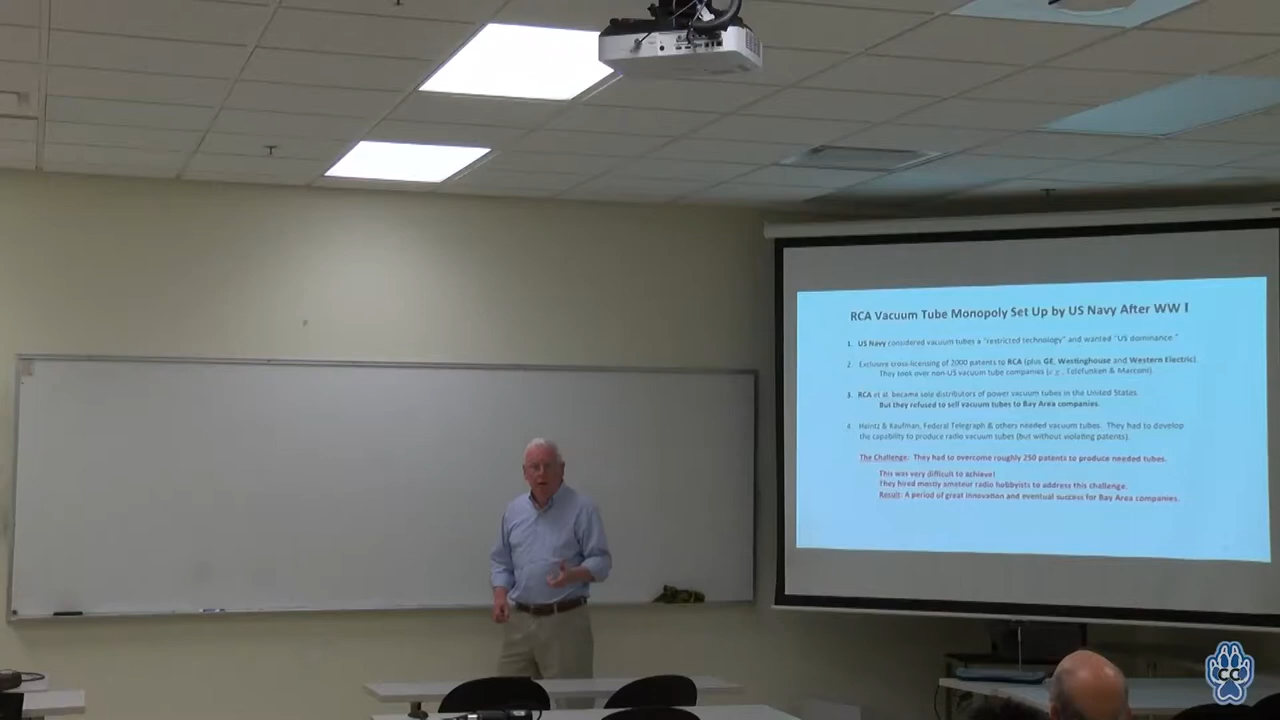 RCA Vacuum Tube Monopoly Set Up by US Navy After WW I
1. US Navy considered vacuum tubes a "restricted technology" and wanted "US dominance"
2. Exclusive cross-licensing of 2000 patents to RCA (plus GE, Westinghouse and Western Electric).
They took over non-US vacuum tube companies (e.g., Telefunken & Marconi).
3. RCA et al. became sole distributors of power vacuum tubes in the United States.
But they refused to sell vacuum tubes to Bay Area companies.
4. Heintz & Kaufman, Federal Telegraph & others needed vacuum tubes. They had to develop
the capability to produce radio vacuum tubes (but without violating patents).
The Challenge: They had to overcome roughly 250 patents to produce needed tubes.
This was very difficult to achieve!
They hired mostly amateur radio hobbyists to address this challenge.
Result: A period of great innovation and eventual success for Bay Area companies.
CC